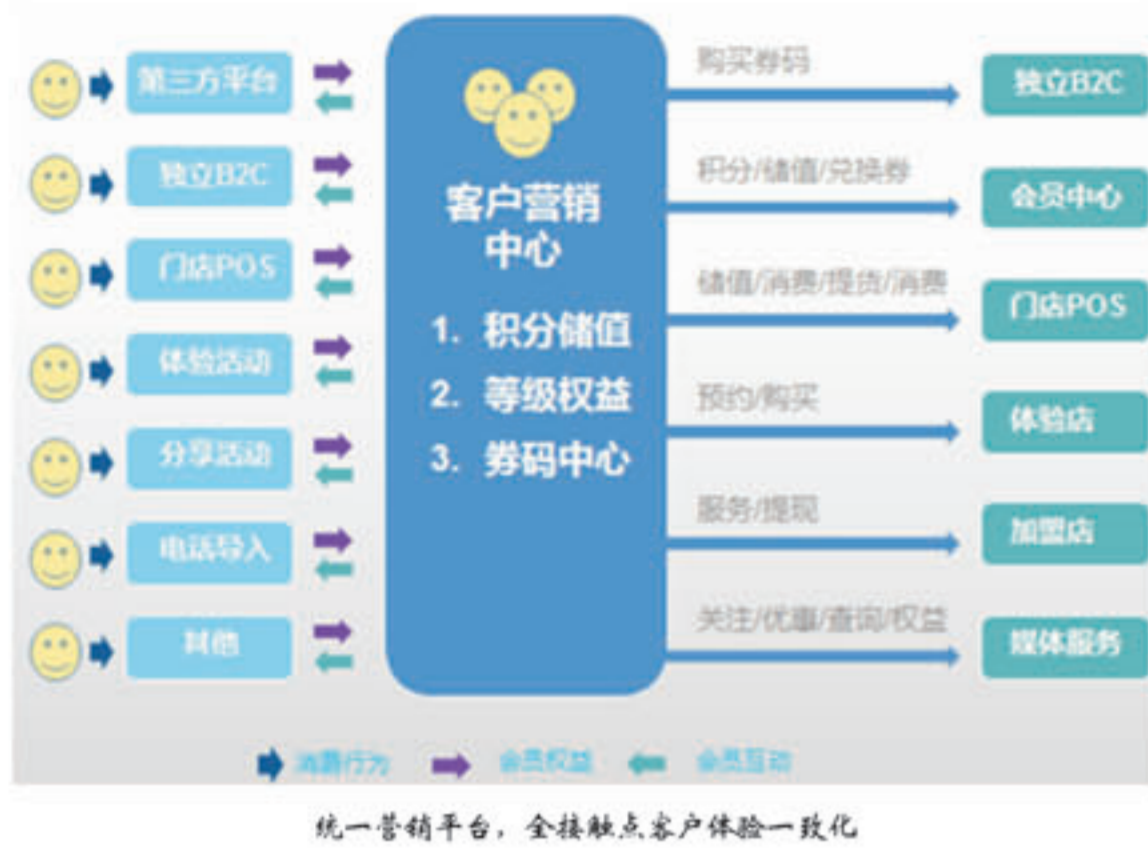 第三方平台
独立B2C
门店POS
体验活动
分享活动
电话导入
其他
客户营销
中心
1. 积分储值
2. 等级权益
3. 券码中心
购买券码
积分/储值/兑换券
储值/消费/提货/消费
预约/购买
服务/提现
关注/优惠/查询/权益
独立B2C
会员中心
门店POS
体验店
加盟店
媒体服务
消费行为
会员权益
会员互动
统一营销平台，全接触点客户体验一致化